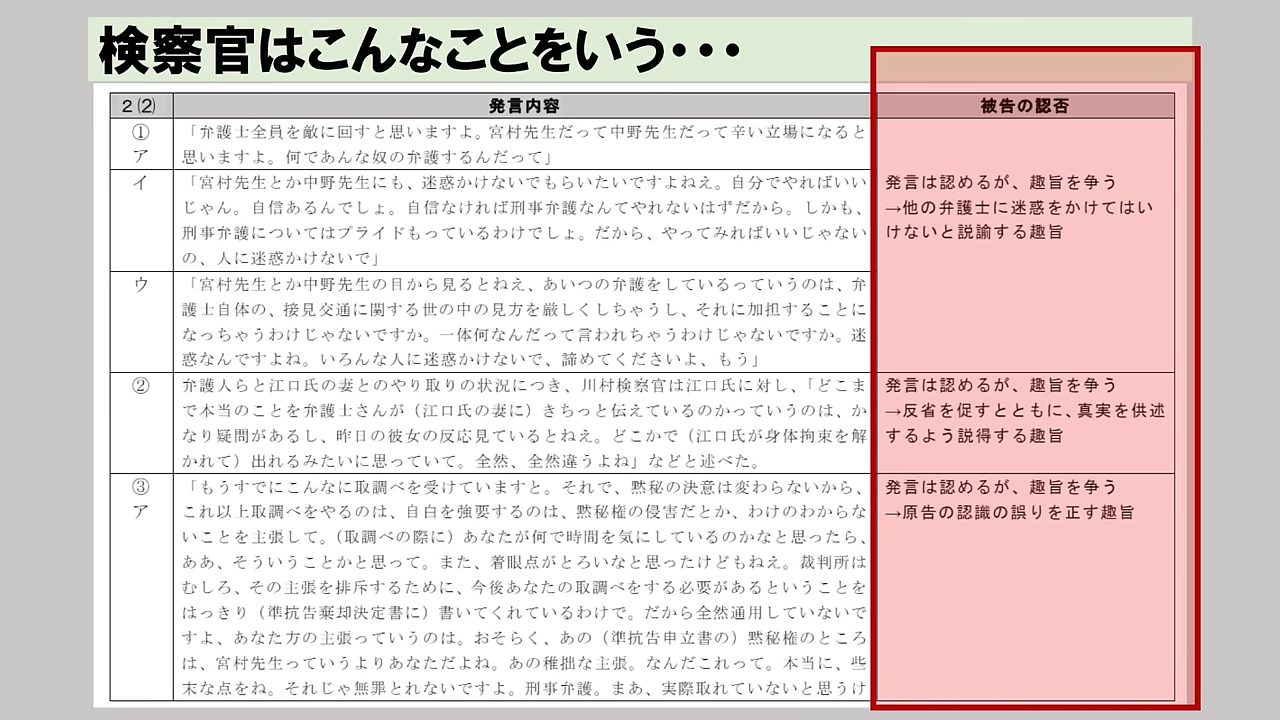 検察官はこんなことをいう・・・
2⑵ 発言内容 被告の認否
①
ア
「弁護士全員を敵に回すと思いますよ。宮村先生だって中野先生だって辛い立場になると
思いますよ。何であんな奴の弁護するんだって」
イ
「宮村先生とか中野先生にも、迷惑かけないでもらいたいですよねえ。自分でやればいい
じゃん。自信あるんでしょ。自信なければ刑事弁護なんてやれないはずだから。しかも、
刑事弁護についてはプライドもっているわけでしょ。だから、やってみればいいじゃない
の、人に迷惑かけないで」
発言は認めるが、趣旨を争う
→他の弁護士に迷惑をかけてはい
けないと説諭する趣旨
ウ
「宮村先生とか中野先生の目から見るとねえ、あいつの弁護をしているっていうのは、弁
護士自体の、接見交通に関する世の中の見方を厳しくしちゃうし、それに加担することに
なっちゃうわけじゃないですか。一体何なんだって言われちゃうわけじゃないですか。迷
惑なんですよね。いろんな人に迷惑かけないで、諦めてくださいよ、もう」
②
弁護人らと江口氏の妻とのやり取りの状況につき、川村検察官は江口氏に対し、「どこま
で本当のことを弁護士さんが（江口氏の妻に）きちっと伝えているのかっていうのは、か
なり疑問があるし、昨日の彼女の反応見ているとねえ。どこかで（江口氏が身体拘束を解
かれて）出れるみたいに思っていて。全然、全然違うよね」などと述べた。
発言は認めるが、趣旨を争う
→反省を促すとともに、真実を供述
するよう説得する趣旨
③
ア
「もうすでにこんなに取調べを受けていますと。それで、黙秘の決意は変わらないから、
これ以上取調べをやるのは、自白を強要するのは、黙秘権の侵害だとか、わけのわからな
いことを主張して。（取調べの際に）あなたが何で時間を気にしているのかなと思ったら、
ああ、そういうことかと思って。また、着眼点がとろいなと思ったけどもねえ。裁判所は
むしろ、その主張を排斥するために、今後あなたの取調べをする必要があるということを
はっきり（準抗告棄却決定書に）書いてくれているわけで。だから全然通用していないで
すよ、あなた方の主張っていうのは。おそらく、あの（準抗告申立書の）黙秘権のところ
は、宮村先生っていうよりあなただよね。あの稚拙な主張。なんだこれって。本当に、些
末な点をね。それじゃ無罪とれないですよ。刑事弁護。まあ、実際取れていないと思うけ
発言は認めるが、趣旨を争う
→原告の認識の誤りを正す趣旨